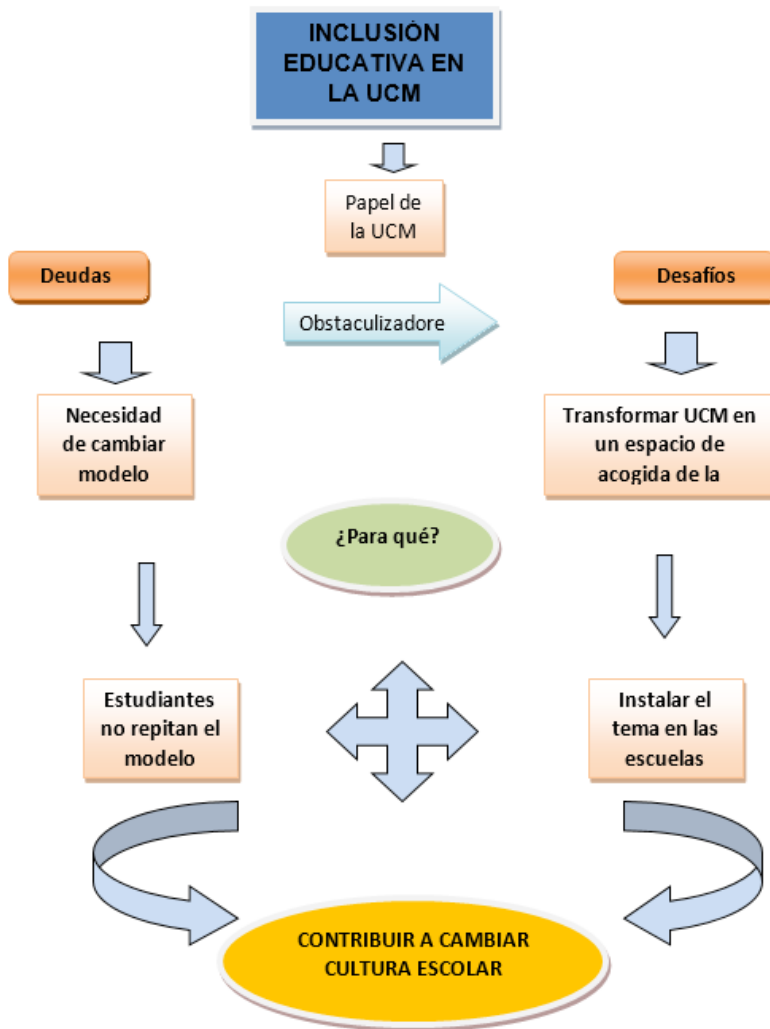 INCLUSIÓN
EDUCATIVA EN
LA UCM
Papel de
la UCM
Deudas
Desafíos
Obstaculizadore
Necesidad
de cambiar
modelo
Transformar UCM en
un espacio de
acogida de la
¿Para qué?
Estudiantes
no repitan el
modelo
Instalar el
tema en las
escuelas
CONTRIBUIR A CAMBIAR
CULTURA ESCOLAR